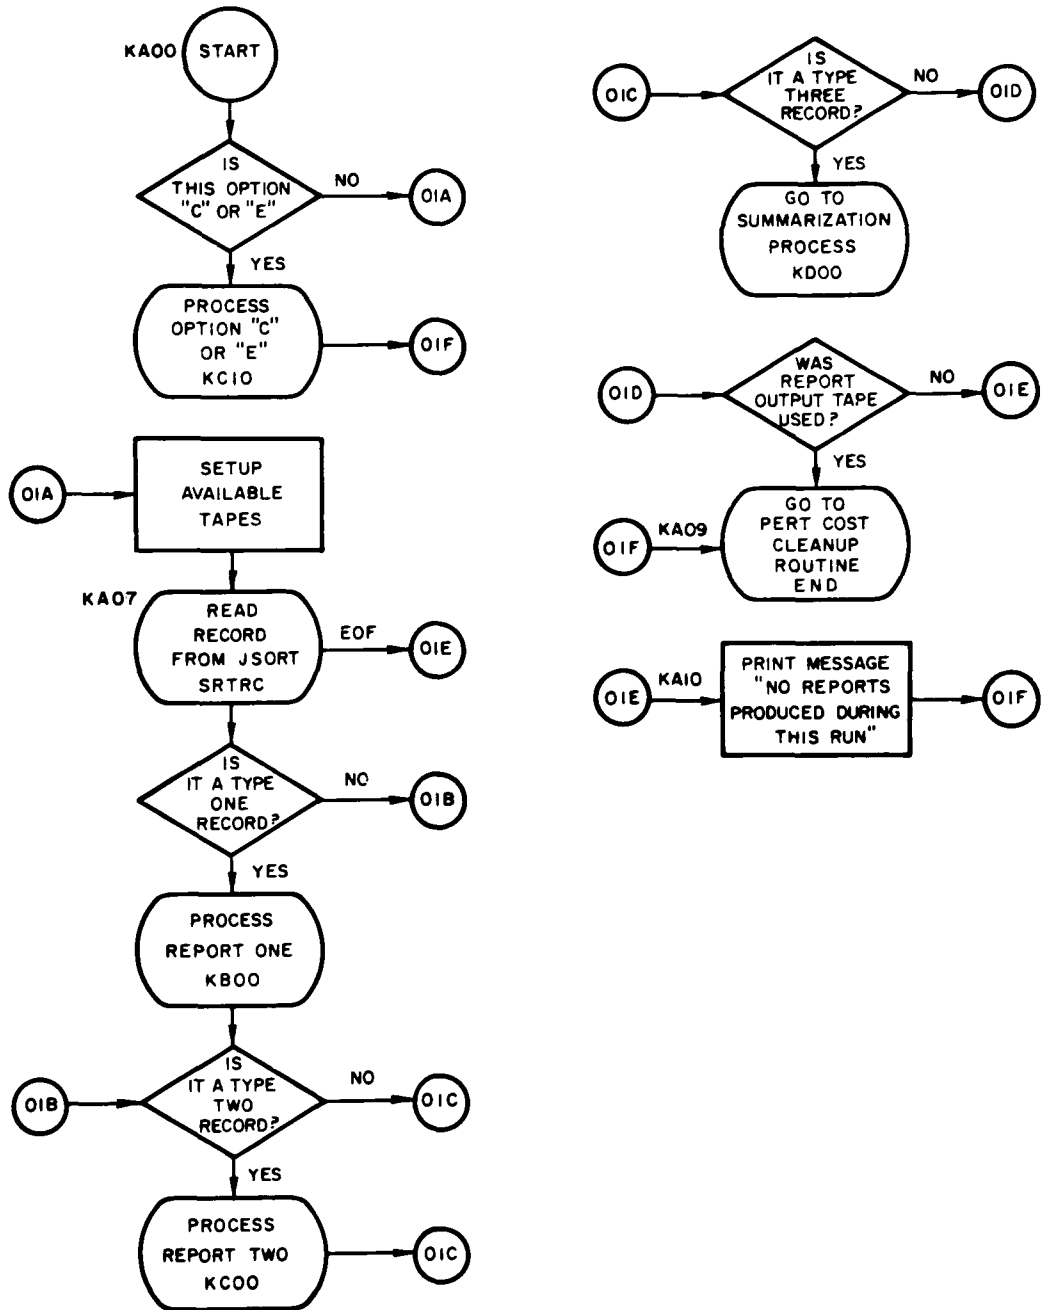 KA00
START
IS
THIS OPTION
"C" OR "E"
NO
01A
YES
PROCESS
OPTION "C"
OR "E"
KC10
01F
01A
SETUP
AVAILABLE
TAPES
KA07
READ
RECORD
FROM JSORT
SRTRC
EOF
01E
IS
IT A TYPE
ONE
RECORD?
NO
01B
YES
PROCESS
REPORT ONE
KB00
01B
IS
IT A TYPE
TWO
RECORD?
NO
01C
YES
PROCESS
REPORT TWO
KC00
01C
01C
IS
IT A TYPE
THREE
RECORD?
NO
01D
YES
GO TO
SUMMARIZATION
PROCESS
KD00
01D
WAS
REPORT
OUTPUT TAPE
USED?
NO
01E
YES
01F
KA09
GO TO
PERT COST
CLEANUP
ROUTINE
END
01E
KA10
PRINT MESSAGE
"NO REPORTS
PRODUCED DURING
THIS RUN"
01F